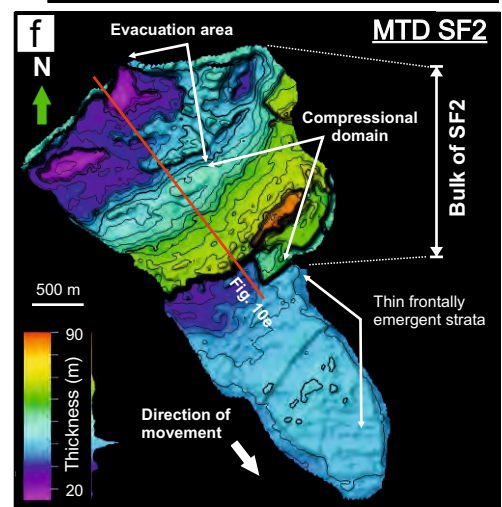 f
MTD SF2
N
Evacuation area
Compressional
domain
Bulk of SF2
500 m
Fig. 10e
Thin frontally
emergent strata
90
Thickness (m)
20
Direction of
movement